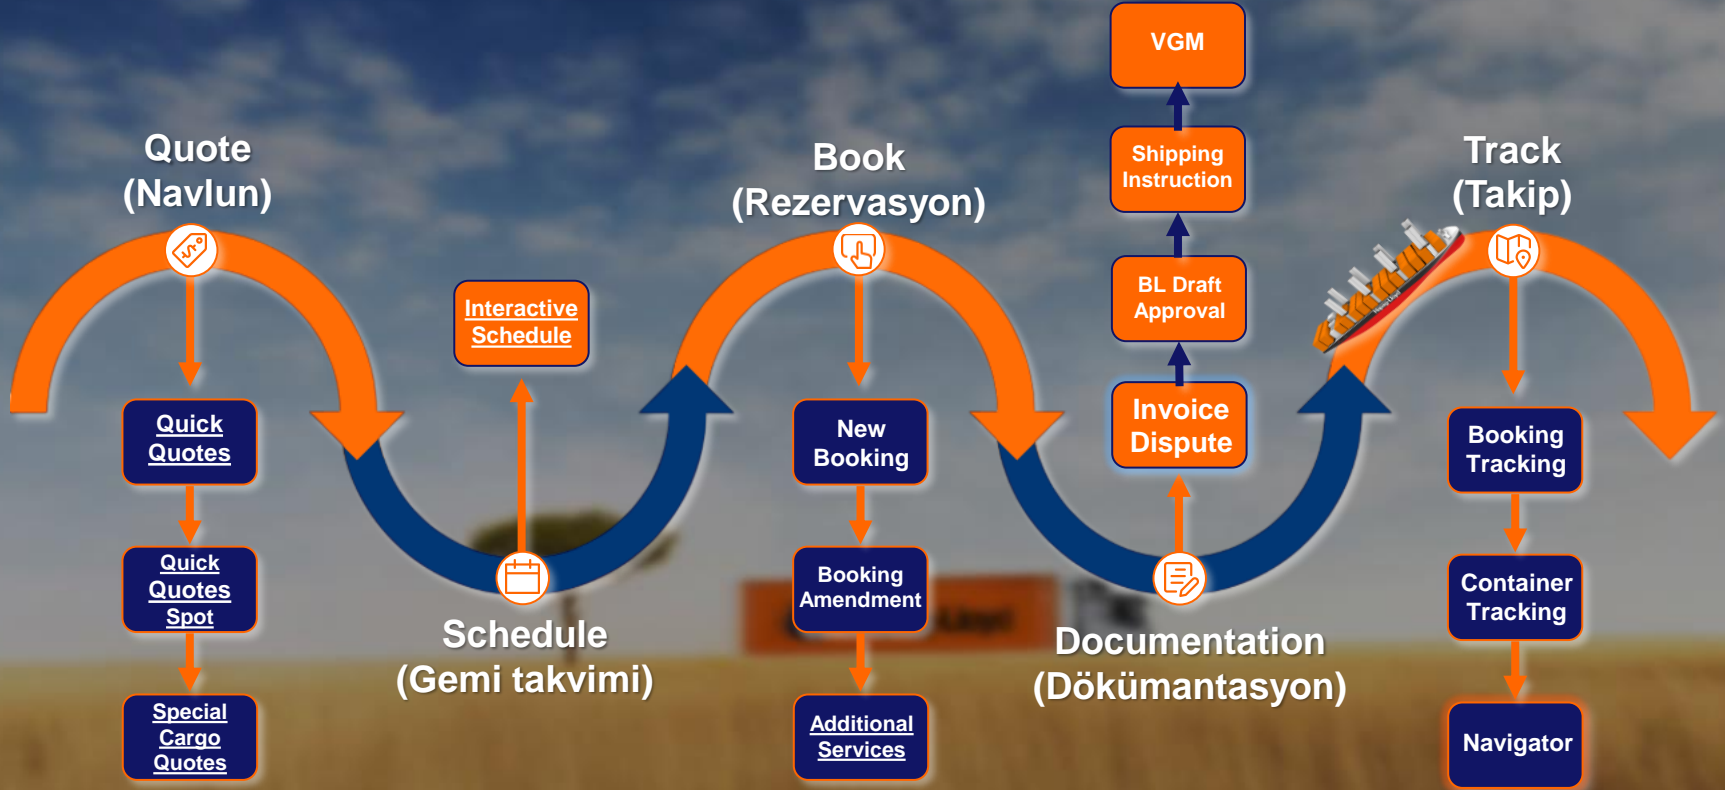 Quote
(Navlun)
Quick
Quotes
Quick
Quotes
Spot
Special
Cargo
Quotes
Interactive
Schedule
Schedule
(Gemi takvimi)
Book
(Rezervasyon)
New
Booking
Booking
Amendment
Additional
Services
VGM
Shipping
Instruction
BL Draft
Approval
Invoice
Dispute
Documentation
(Dökümantasyon)
Track
(Takip)
Booking
Tracking
Container
Tracking
Navigator